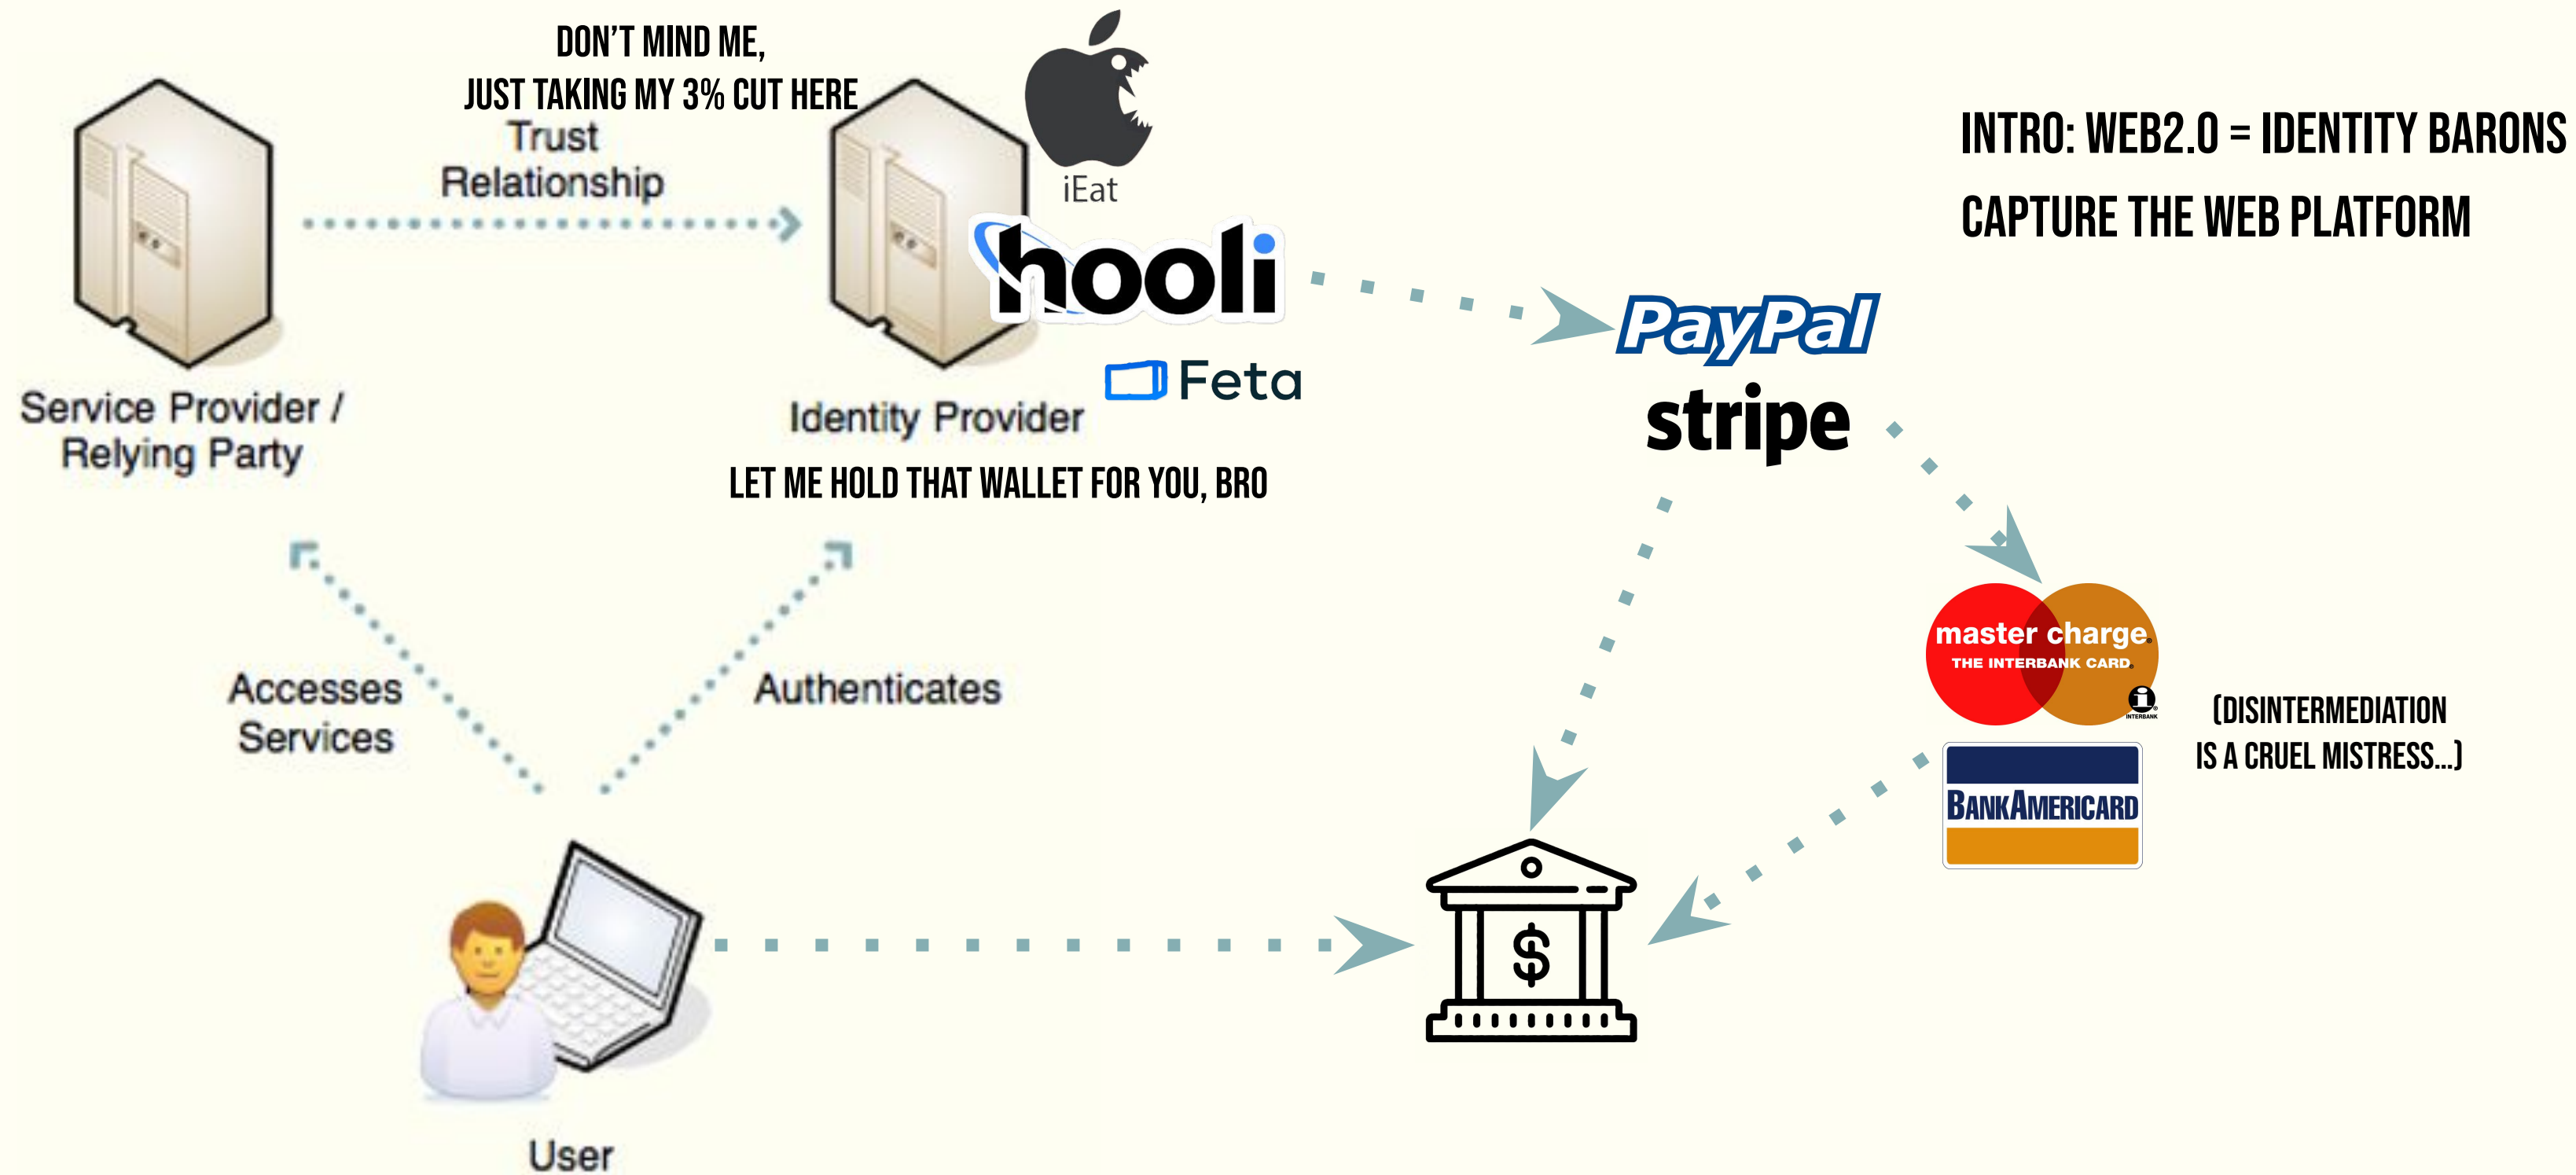 DON'T MIND ME,
JUST TAKING MY 3% CUT HERE
Trust
Relationship
iEat
hooli
Feta
INTRO: WEB2.0 = IDENTITY BARONS
CAPTURE THE WEB PLATFORM
PayPal
stripe
Service Provider /
Relying Party
Identity Provider
LET ME HOLD THAT WALLET FOR YOU, BRO
Accesses
Services
Authenticates
master charge®
THE INTERBANK CARD®
i®
INTERBANK
BANKAMERICARD
(DISINTERMEDIATION
IS A CRUEL MISTRESS...)
$
User